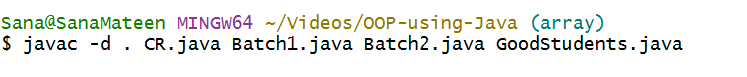 Sana@SanaMateen MINGW64 ~/Videos/OOP-using-Java (array)
$ javac -d . CR.java Batch1.java Batch2.java GoodStudents.java